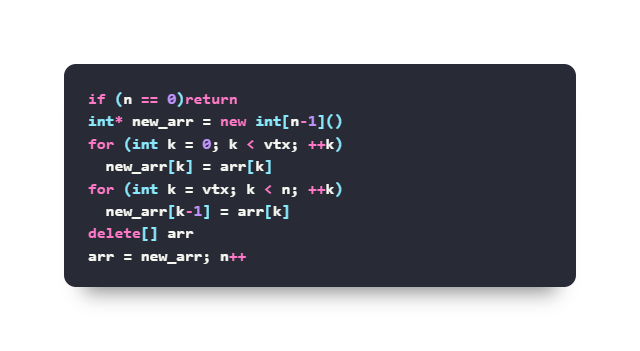 if (n == 0)return
int* new_arr = new int[n-1]()
for (int k = 0; k < vtx; ++k)
  new_arr[k] = arr[k]
for (int k = vtx; k < n; ++k)
  new_arr[k-1] = arr[k]
delete[] arr
arr = new_arr; n++